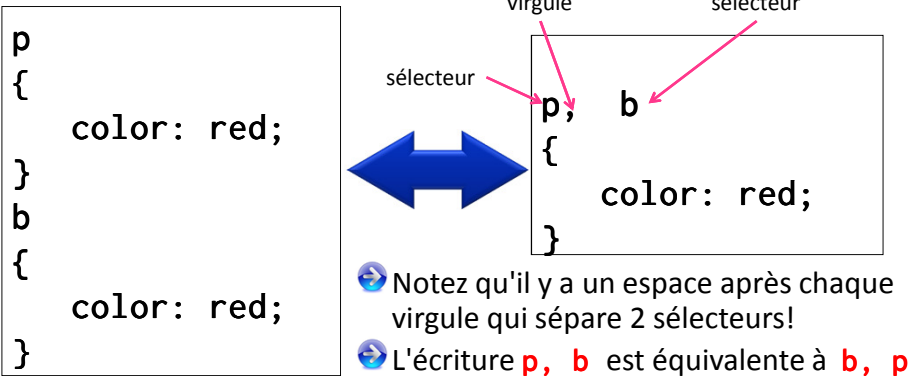 p
{
color: red;
}
b
{
color: red;
}
virgule
sélecteur
sélecteur
p, b
{
color: red;
}
Notez qu'il y a un espace après chaque
virgule qui sépare 2 sélecteurs!
L'écriture p, b est équivalente à b, p